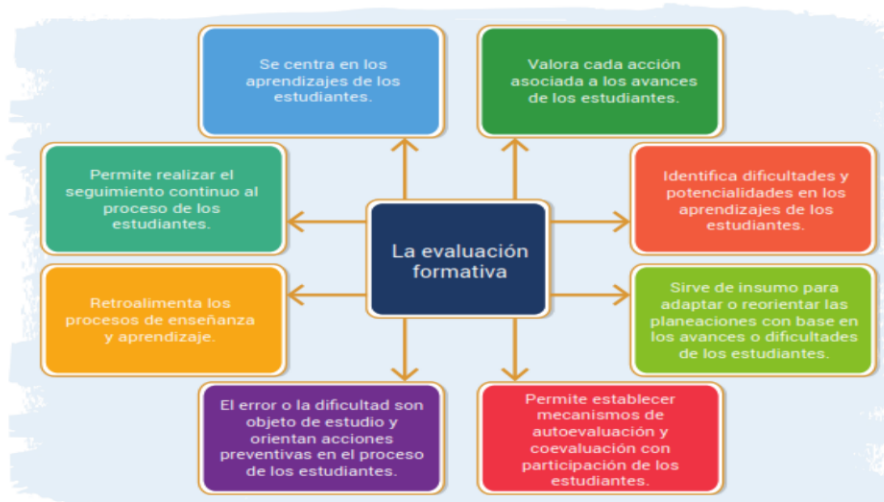 Se centra en los
aprendizajes de los
estudiantes.
Valora cada acción
asociada a los avances
de los estudiantes.
Permite realizar el
seguimiento continuo al
proceso de los
estudiantes.
Identifica dificultades y
potencialidades en los
aprendizajes de los
estudiantes.
La evaluación
formativa
Retroalimenta los
procesos de enseñanza
y aprendizaje.
Sirve de insumo para
adaptar o reorientar las
planeaciones con base en
los avances o dificultades
de los estudiantes.
El error o la dificultad son
objeto de estudio y
orientan acciones
preventivas en el proceso
de los estudiantes.
Permite establecer
mecanismos de
autoevaluación y
coevaluación con
participación de los
estudiantes.